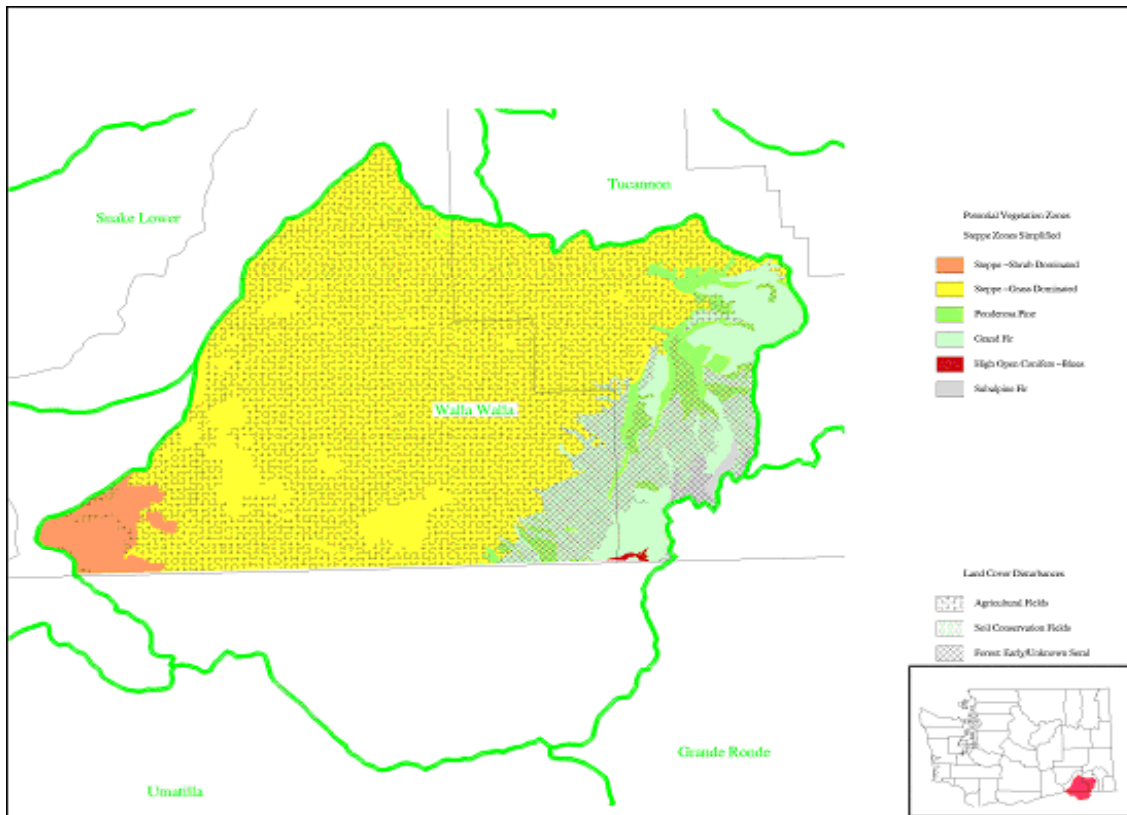 Tucannon
Snake Lower
Walla Walla
Grande Ronde
Umatilla
Potential Vegetation Zones
Steppe Zones Simplified
Steppe -Shrub Dominated
Steppe -Grass Dominated
Ponderosa Pine
Grand Fir
High Open Conifers -Blues
Subalpine Fir
Land Cover Disturbances
Agricultural Fields
Soil Conservation Fields
Forest: Early/Unknown Seral